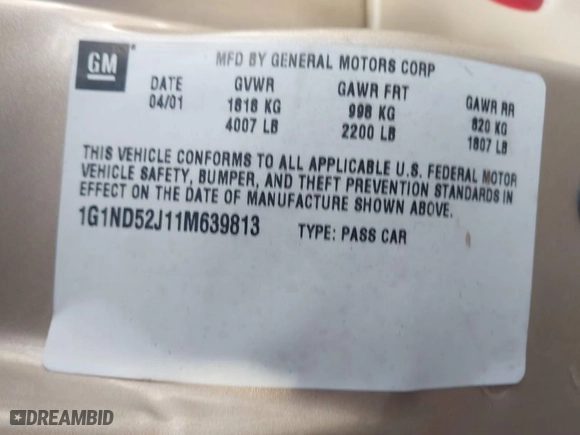 GM
MFD BY GENERAL MOTORS CORP
DATE GVWR GAWR FRT GAWR RR
04/01 1818 KG 998 KG 820 KG
4007 LB 2200 LB 1807 LB
THIS VEHICLE CONFORMS TO ALL APPLICABLE U.S. FEDERAL MOTOR
VEHICLE SAFETY, BUMPER, AND THEFT PREVENTION STANDARDS IN
EFFECT ON THE DATE OF MANUFACTURE SHOWN ABOVE.
1G1ND52J11M639813 TYPE: PASS CAR
DREAMBID